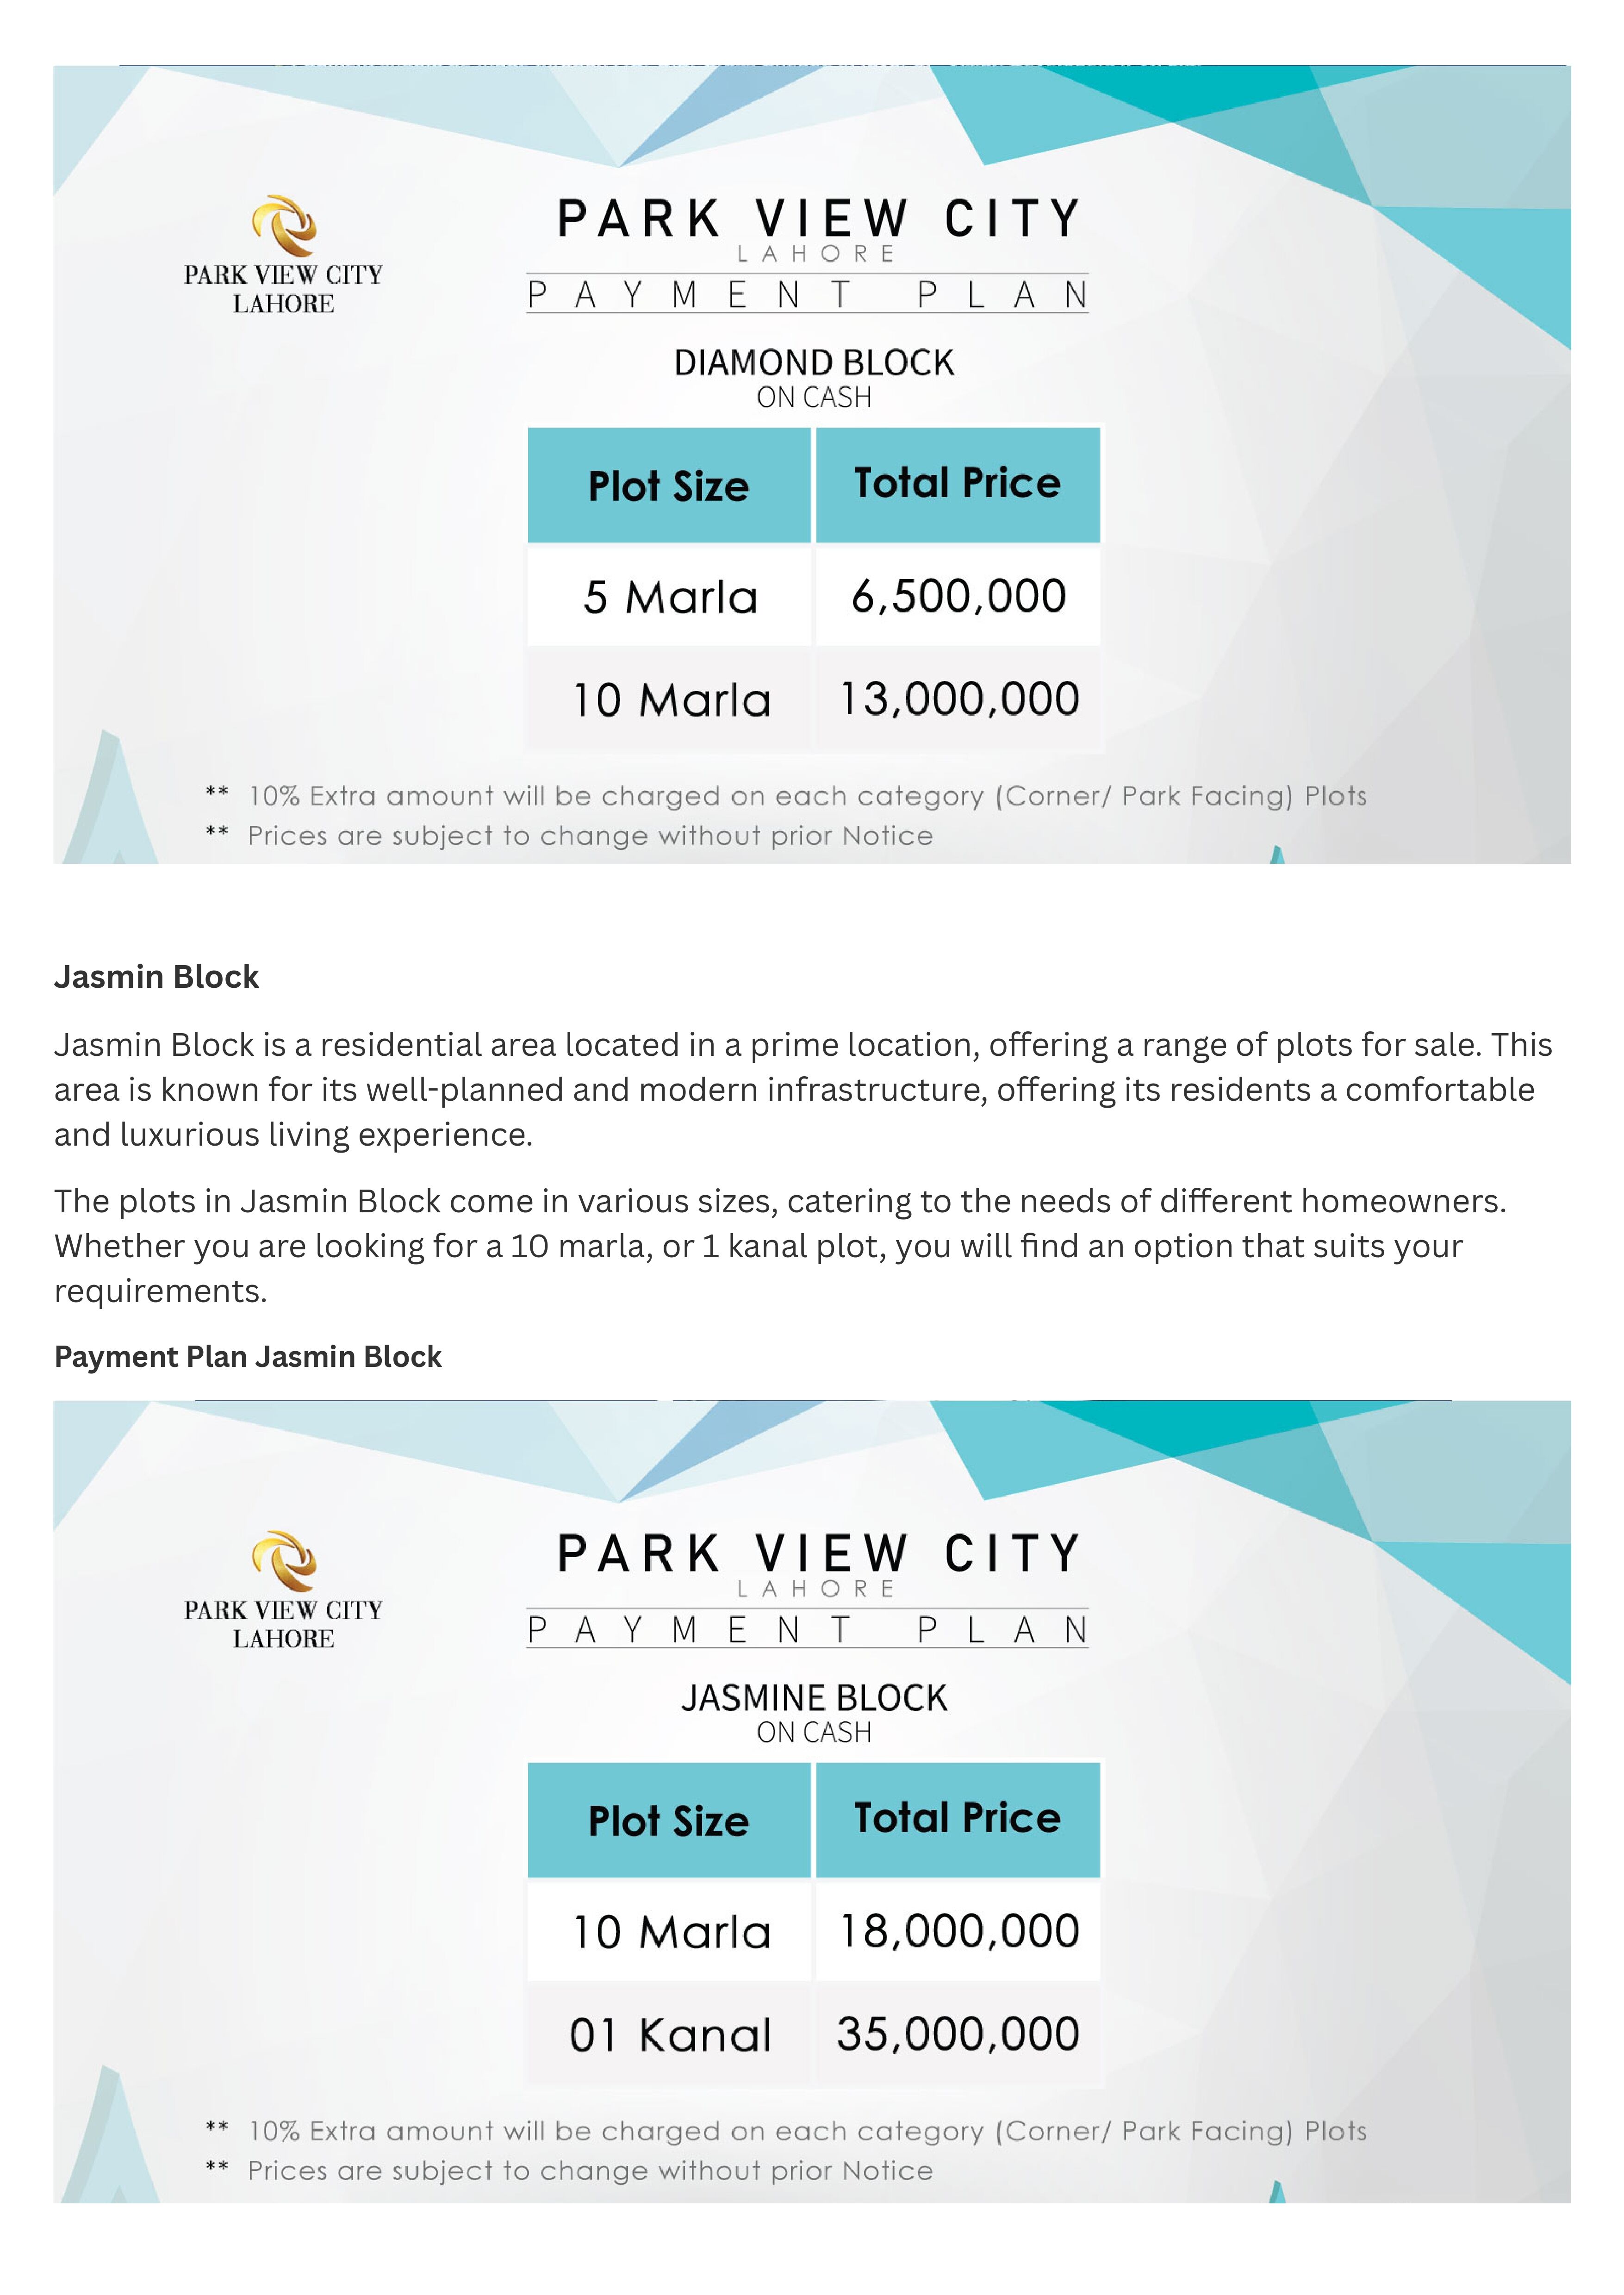 PARK VIEW CITY
LAHORE
PARK VIEW CITY
LAHORE
PAYMENT PLAN
DIAMOND BLOCK
ON CASH
Plot Size Total Price
5 Marla 6,500,000
10 Marla 13,000,000
** 10% Extra amount will be charged on each category (Corner/ Park Facing) Plots
** Prices are subject to change without prior Notice
Jasmin Block
Jasmin Block is a residential area located in a prime location, offering a range of plots for sale. This
area is known for its well-planned and modern infrastructure, offering its residents a comfortable
and luxurious living experience.
The plots in Jasmin Block come in various sizes, catering to the needs of different homeowners.
Whether you are looking for a 10 marla, or 1 kanal plot, you will find an option that suits your
requirements.
Payment Plan Jasmin Block
PARK VIEW CITY
LAHORE
PARK VIEW CITY
LAHORE
PAYMENT PLAN
JASMINE BLOCK
ON CASH
Plot Size Total Price
10 Marla 18,000,000
01 Kanal 35,000,000
** 10% Extra amount will be charged on each category (Corner/ Park Facing) Plots
** Prices are subject to change without prior Notice